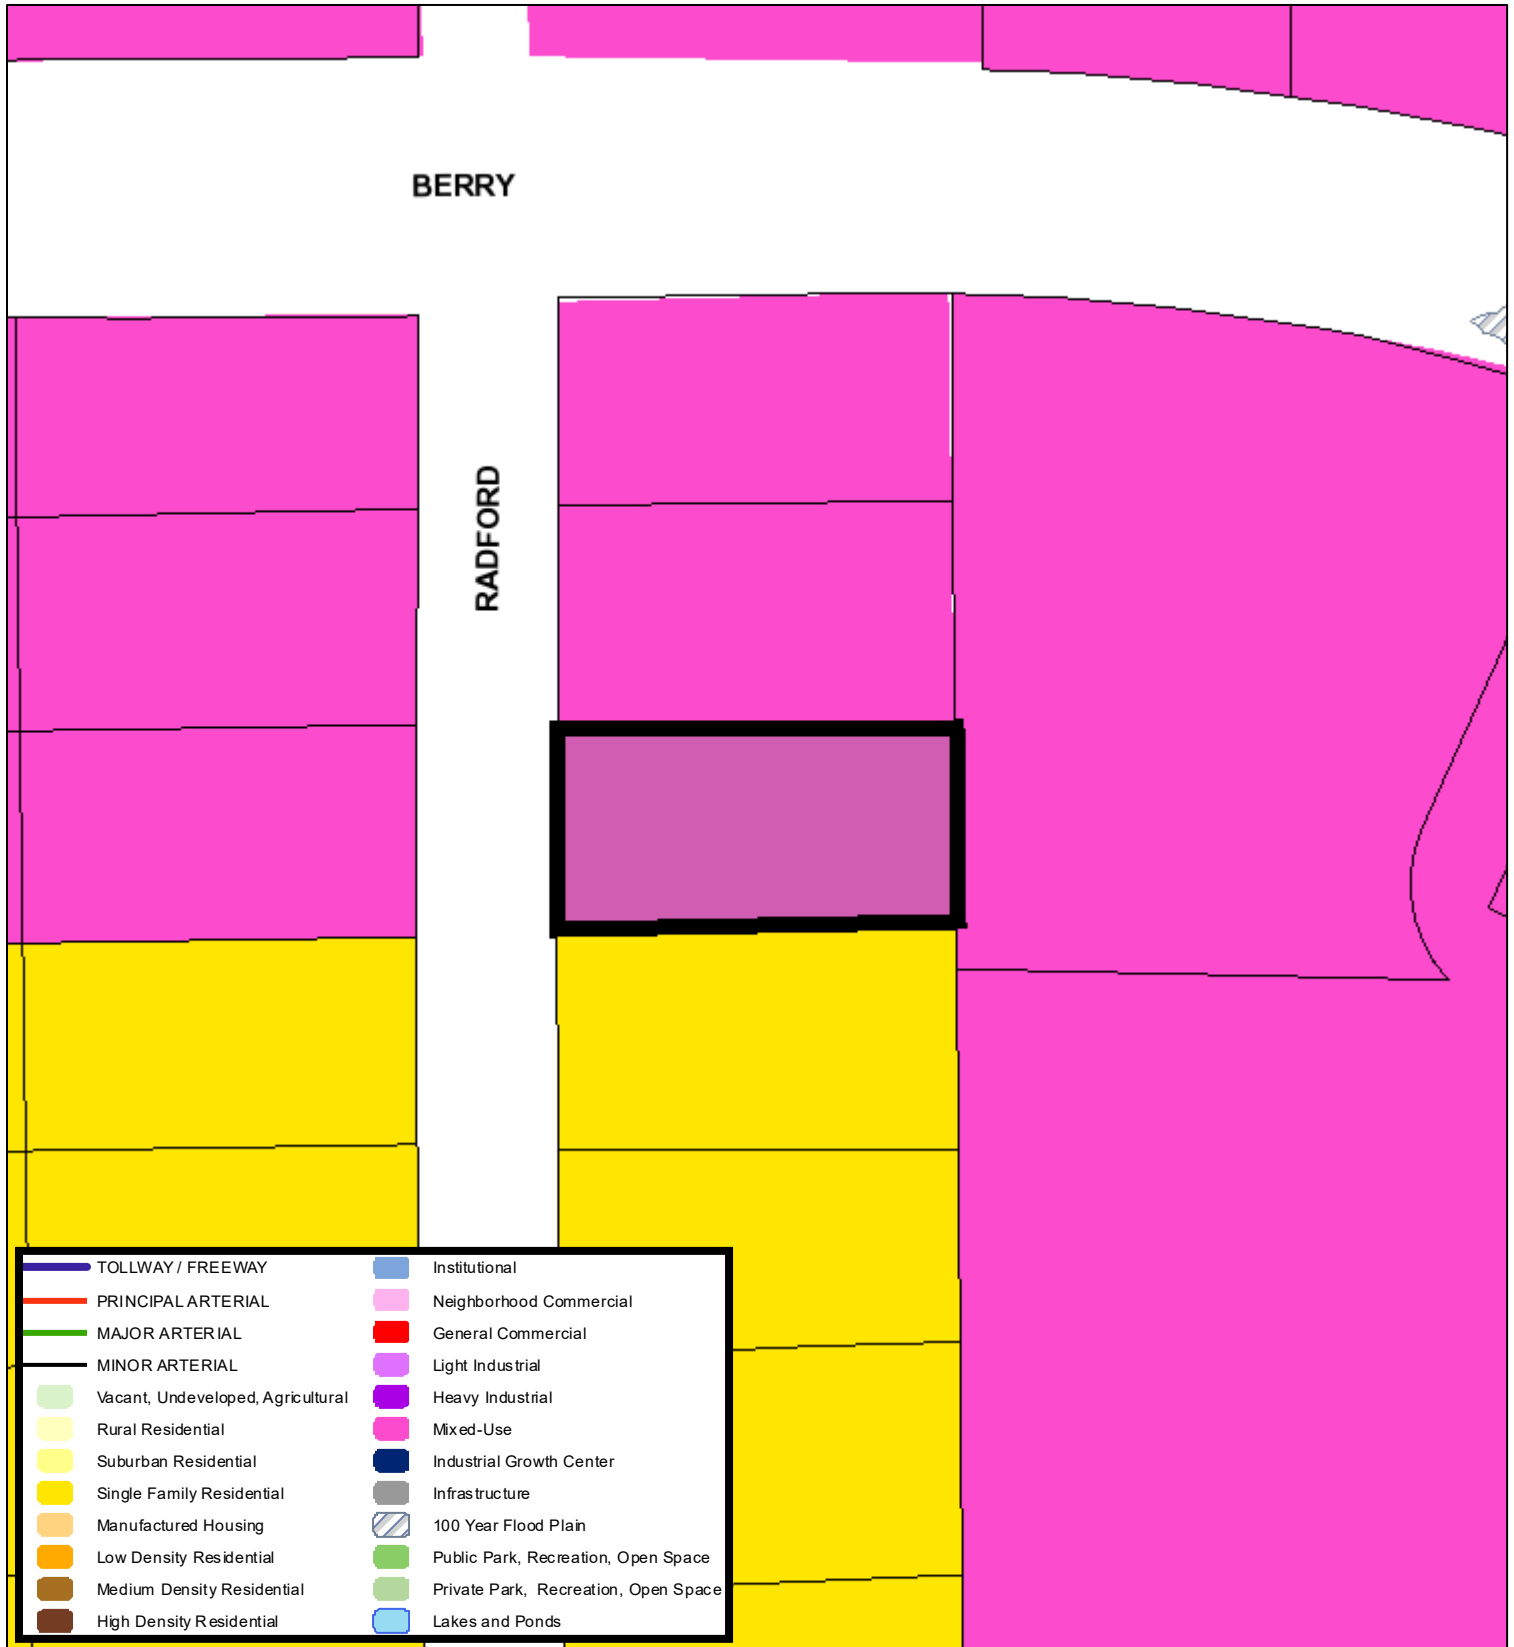 BERRY
RADFORD
TOLLWAY / FREEWAY
PRINCIPAL ARTERIAL
MAJOR ARTERIAL
MINOR ARTERIAL
Vacant, Undeveloped, Agricultural
Rural Residential
Suburban Residential
Single Family Residential
Manufactured Housing
Low Density Residential
Medium Density Residential
High Density Residential
Institutional
Neighborhood Commercial
General Commercial
Light Industrial
Heavy Industrial
Mixed-Use
Industrial Growth Center
Infrastructure
100 Year Flood Plain
Public Park, Recreation, Open Space
Private Park, Recreation, Open Space
Lakes and Ponds